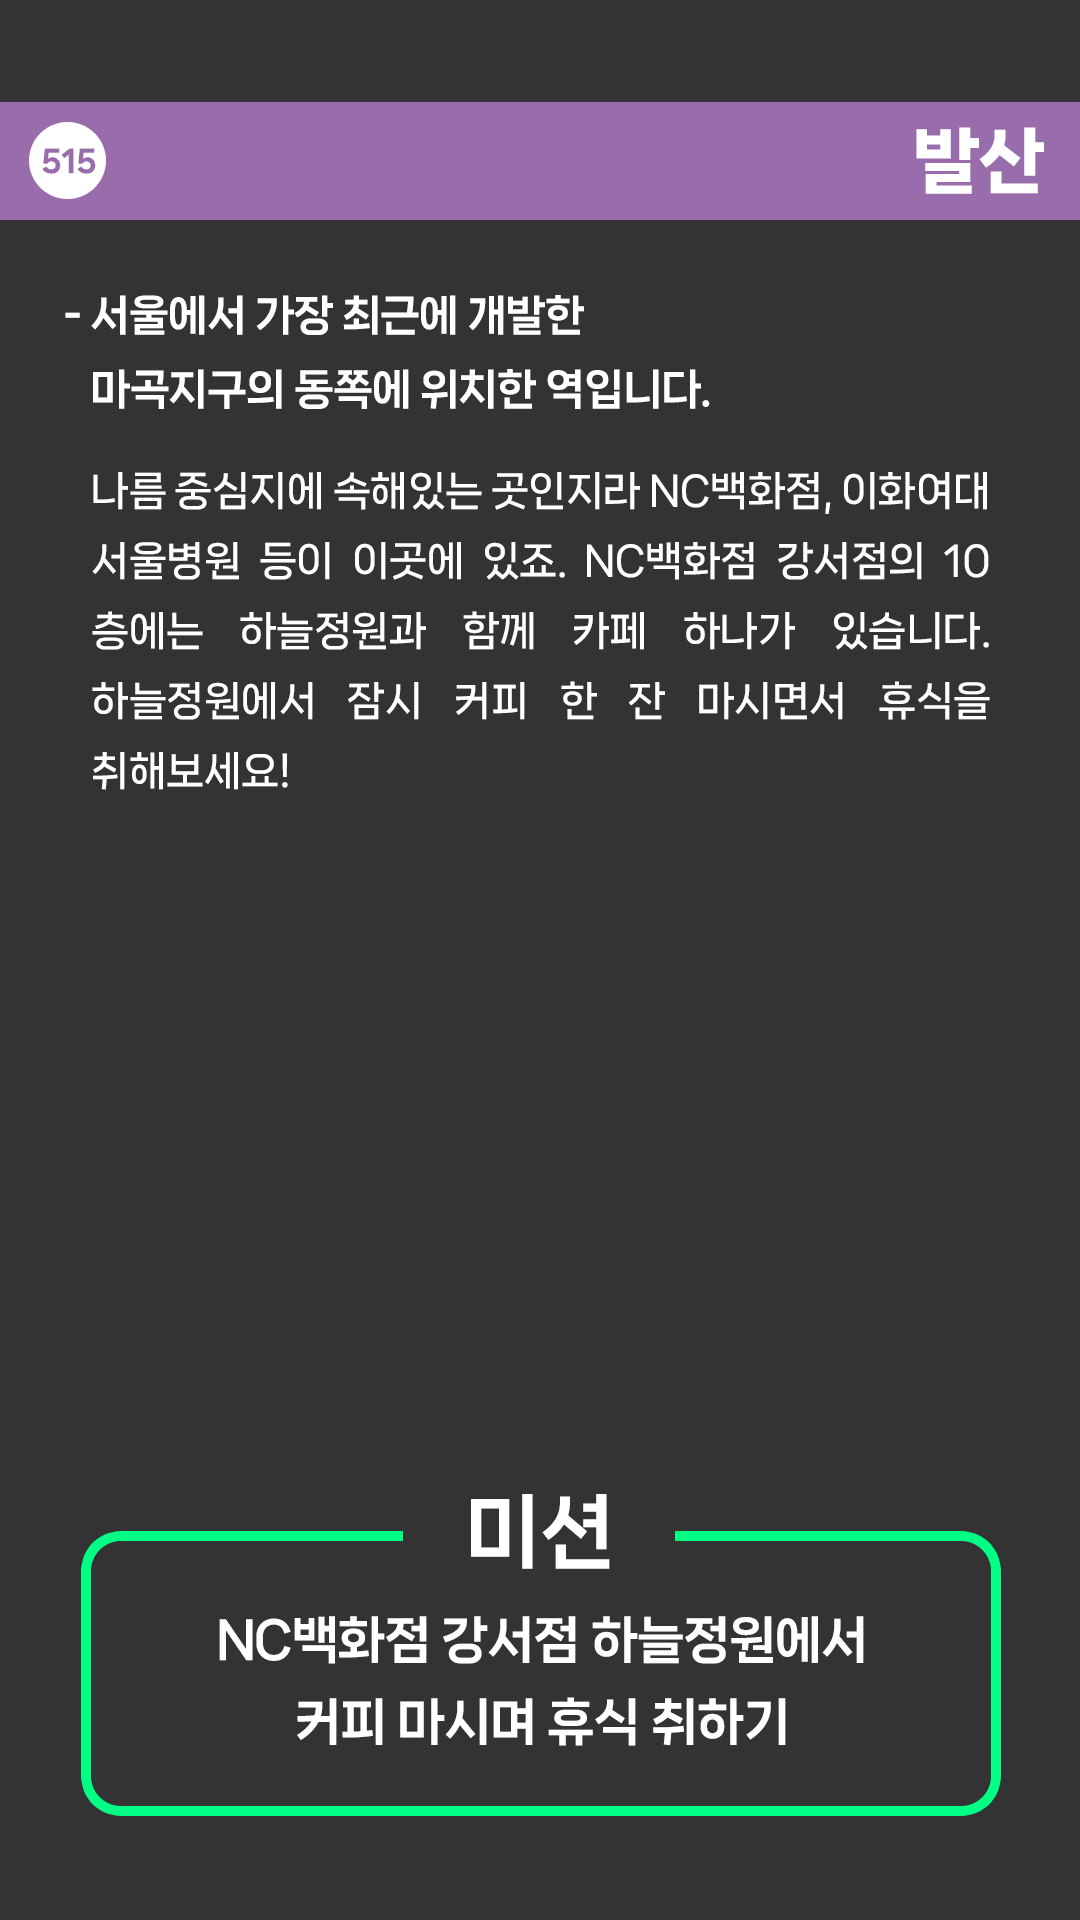 515
발산
- 서울에서 가장 최근에 개발한
마곡지구의 동쪽에 위치한 역입니다.
나름 중심지에 속해있는 곳인지라 NC백화점, 이화여대
서울병원 등이 이곳에 있죠. NC백화점 강서점의 10
층에는 하늘정원과 함께 카페 하나가 있습니다.
하늘정원에서 잠시 커피 한 잔 마시면서 휴식을
취해보세요!
미션
NC백화점 강서점 하늘정원에서
커피 마시며 휴식 취하기